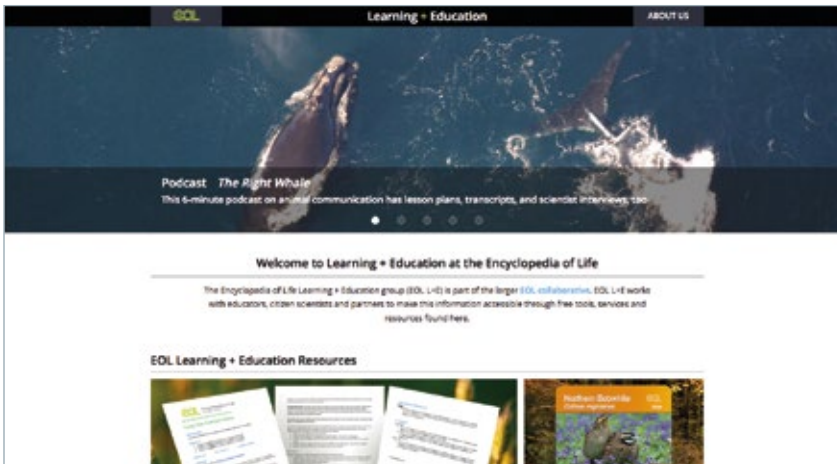 EOL
Learning + Education
ABOUT US
Podcast The Right Whale
This 6-minute podcast on animal communication has lesson plans, transcripts, and scientist interviews, too
Welcome to Learning + Education at the Encyclopedia of Life
The Encyclopedia of Life Learning + Education group (EOL L+E) is part of the larger EOL collaborative. EOL L+E works
with educators, citizen scientists and partners to make this information accessible through free tools, services and
resources found here.
EOL Learning + Education Resources
EOL
Northern Bobwhite
EOL